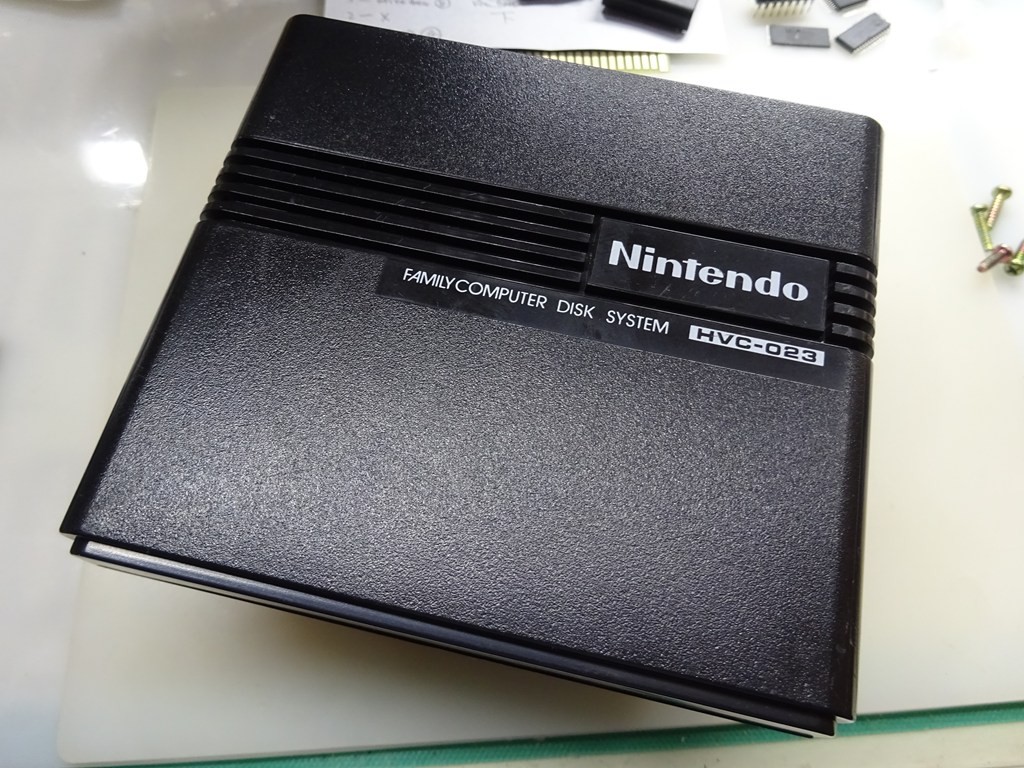 Nintendo
FAMILY COMPUTER DISK SYSTEM HVC-023